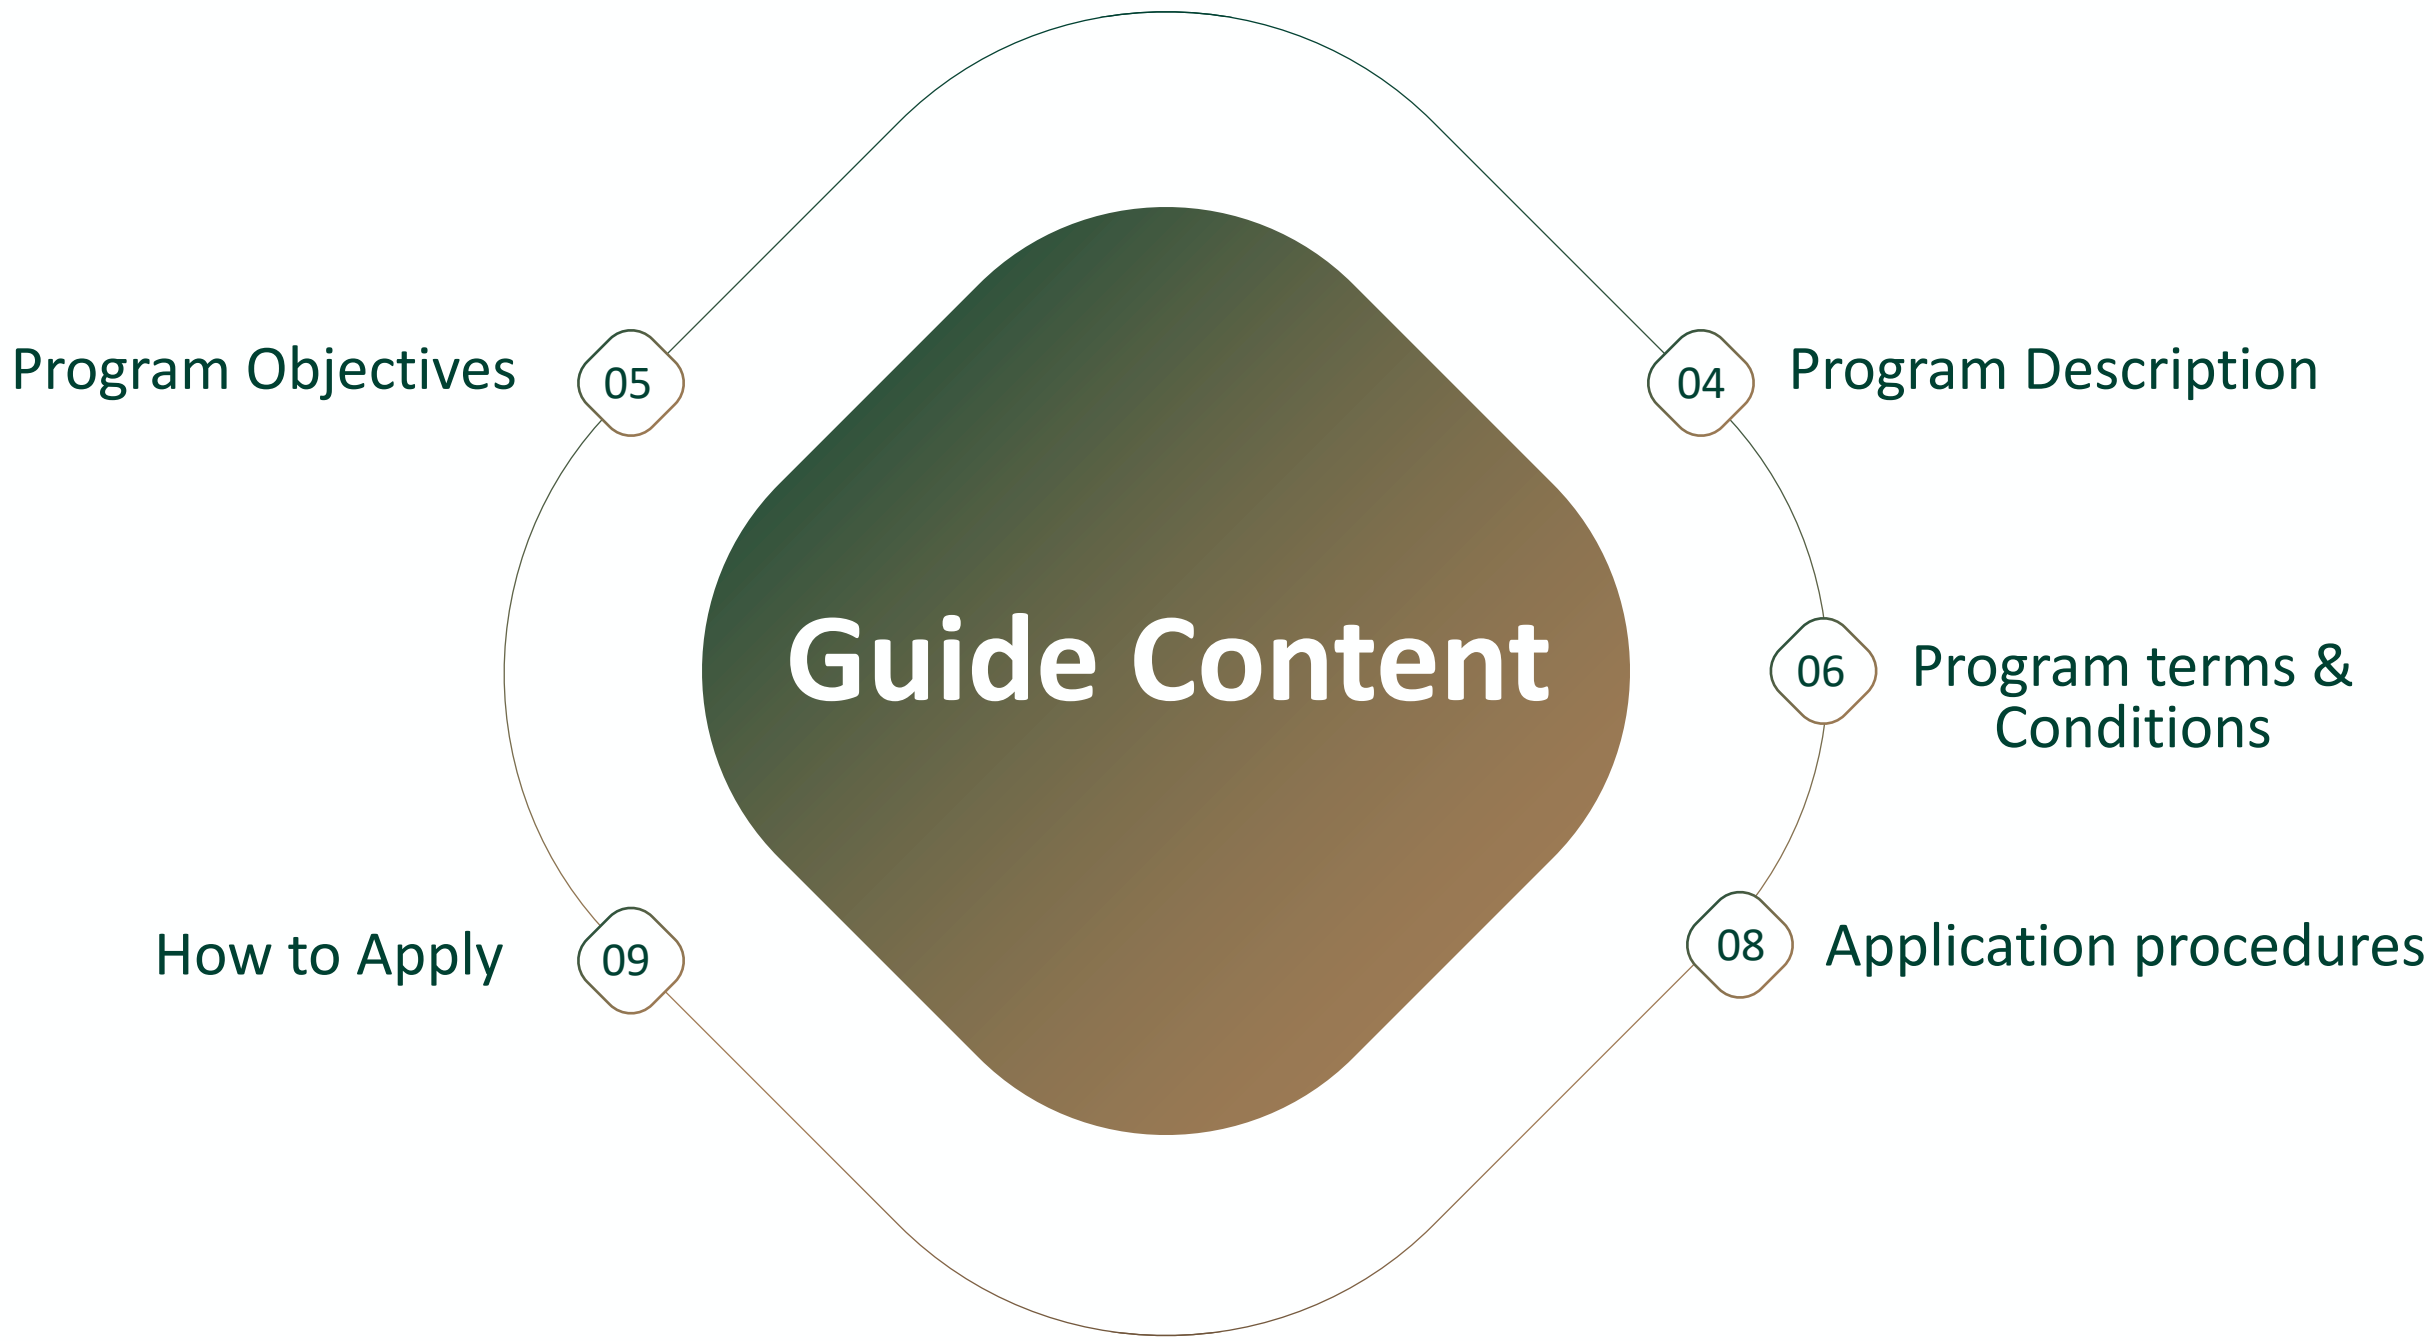 Program Objectives
05
04
Program Description
Guide Content
06
Program terms &
Conditions
How to Apply
09
08
Application procedures